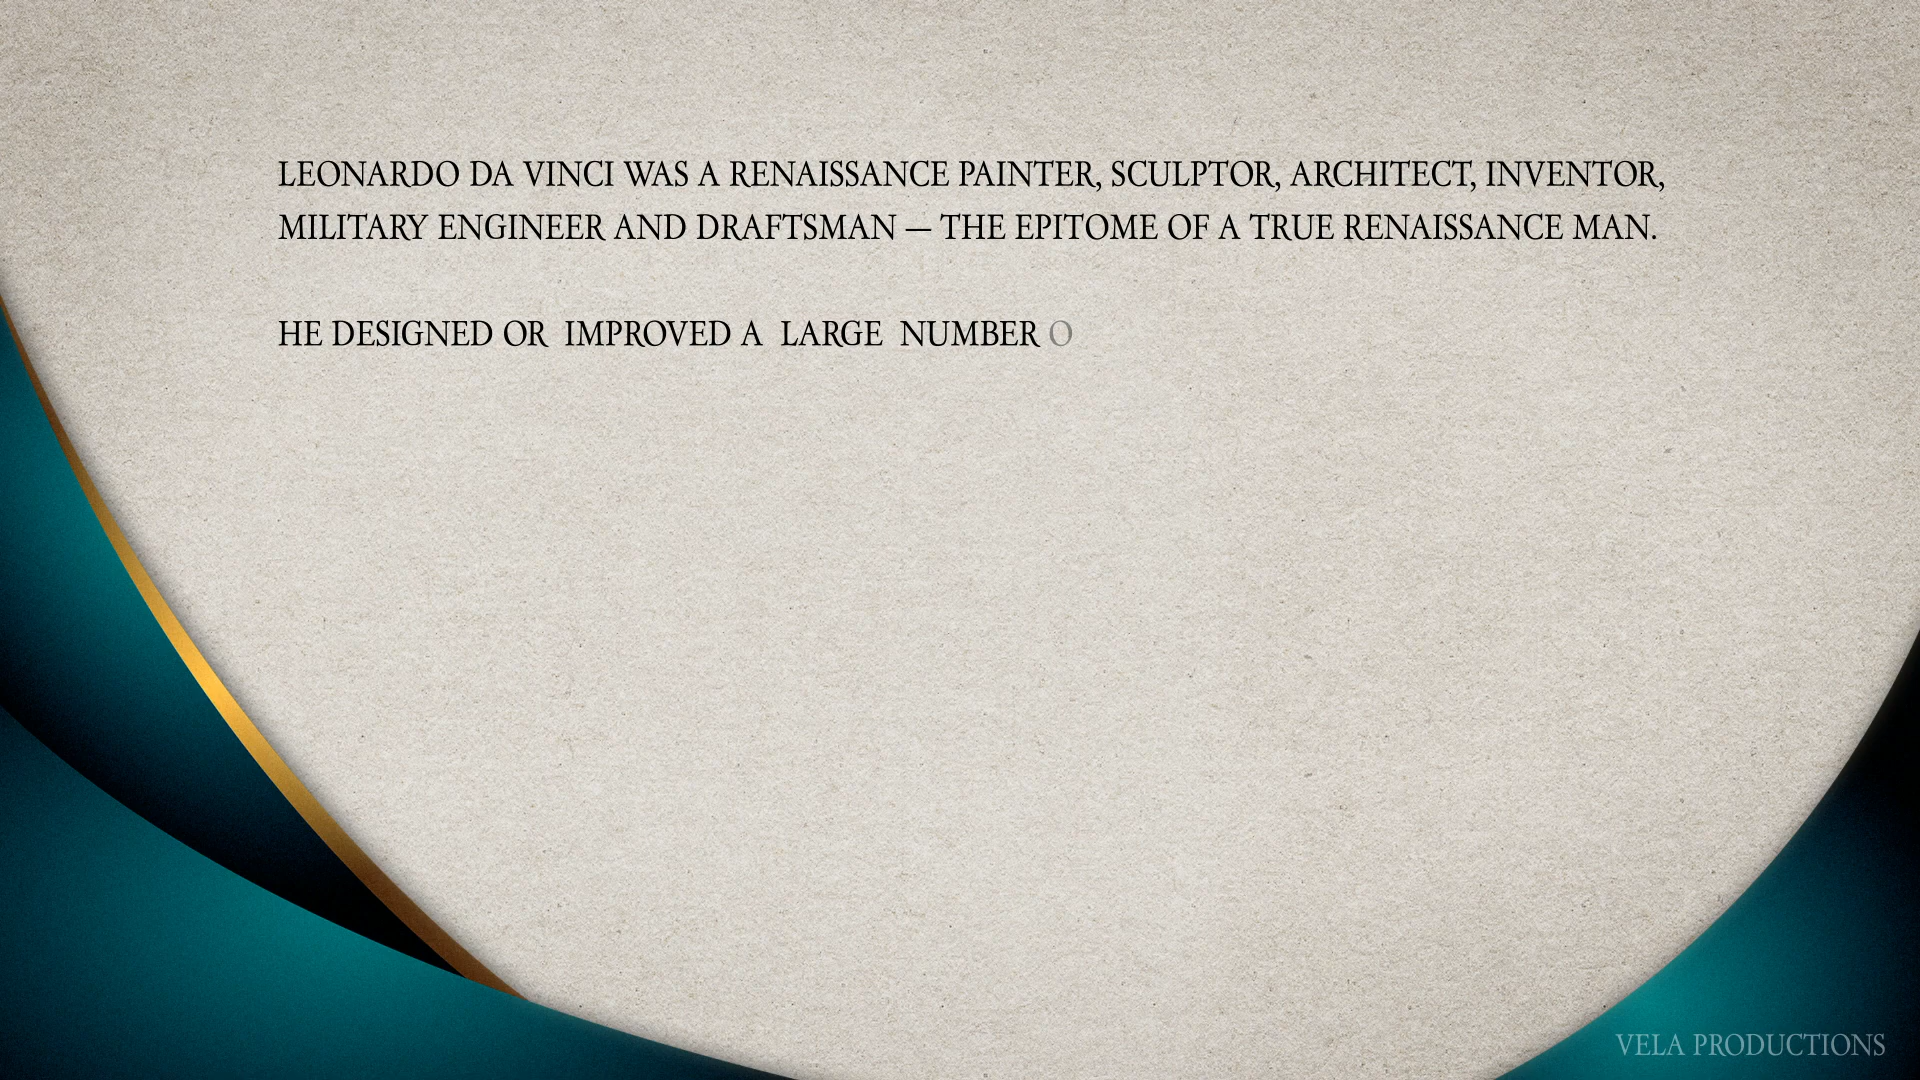 LEONARDO DA VINCI WAS A RENAISSANCE PAINTER, SCULPTOR, ARCHITECT, INVENTOR,
MILITARY ENGINEER AND DRAFTSMAN — THE EPITOME OF A TRUE RENAISSANCE MAN.
HE DESIGNED OR IMPROVED A LARGE NUMBER O
VELA PRODUCTIONS